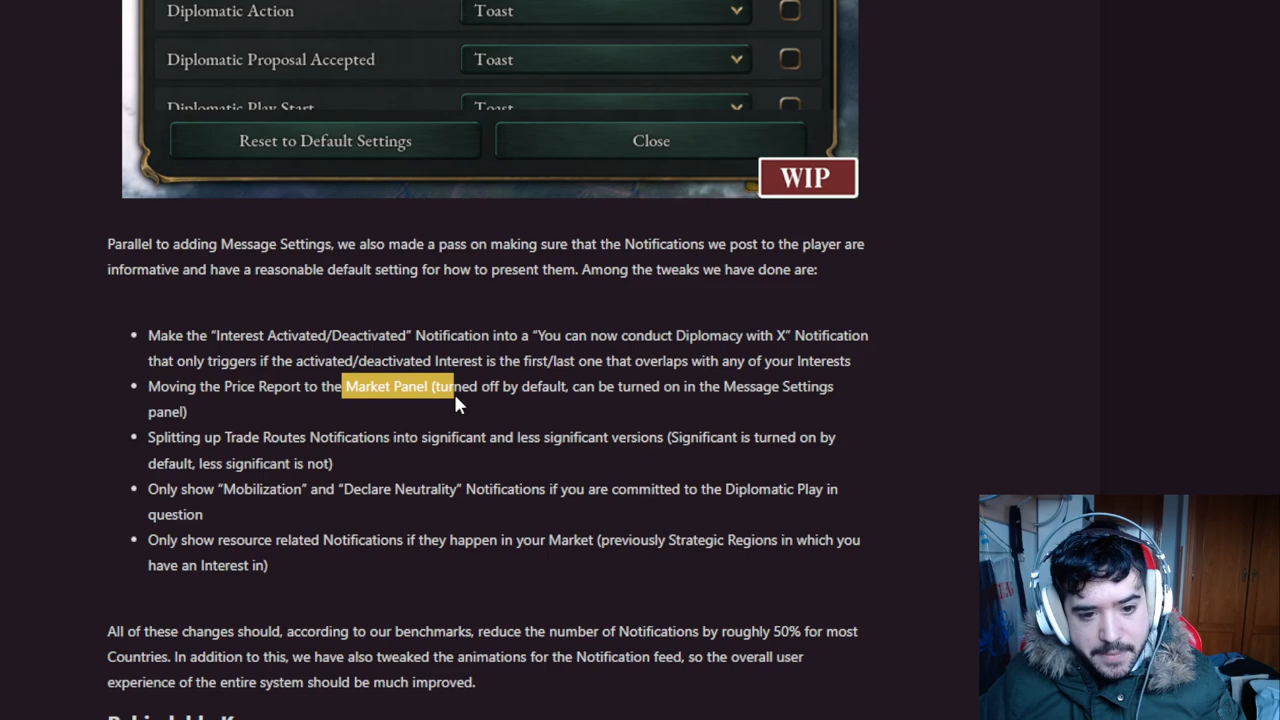 Diplomatic Action Toast
Diplomatic Proposal Accepted Toast
Diplomatic Play Start Toast
Reset to Default Settings Close
WIP
Parallel to adding Message Settings, we also made a pass on making sure that the Notifications we post to the player are
informative and have a reasonable default setting for how to present them. Among the tweaks we have done are:
• Make the “Interest Activated/Deactivated” Notification into a “You can now conduct Diplomacy with X” Notification
that only triggers if the activated/deactivated Interest is the first/last one that overlaps with any of your Interests
• Moving the Price Report to the Market Panel (turned off by default, can be turned on in the Message Settings
panel)
• Splitting up Trade Routes Notifications into significant and less significant versions (Significant is turned on by
default, less significant is not)
• Only show “Mobilization” and “Declare Neutrality” Notifications if you are committed to the Diplomatic Play in
question
• Only show resource related Notifications if they happen in your Market (previously Strategic Regions in which you
have an Interest in)
All of these changes should, according to our benchmarks, reduce the number of Notifications by roughly 50% for most
Countries. In addition to this, we have also tweaked the animations for the Notification feed, so the overall user
experience of the entire system should be much improved.